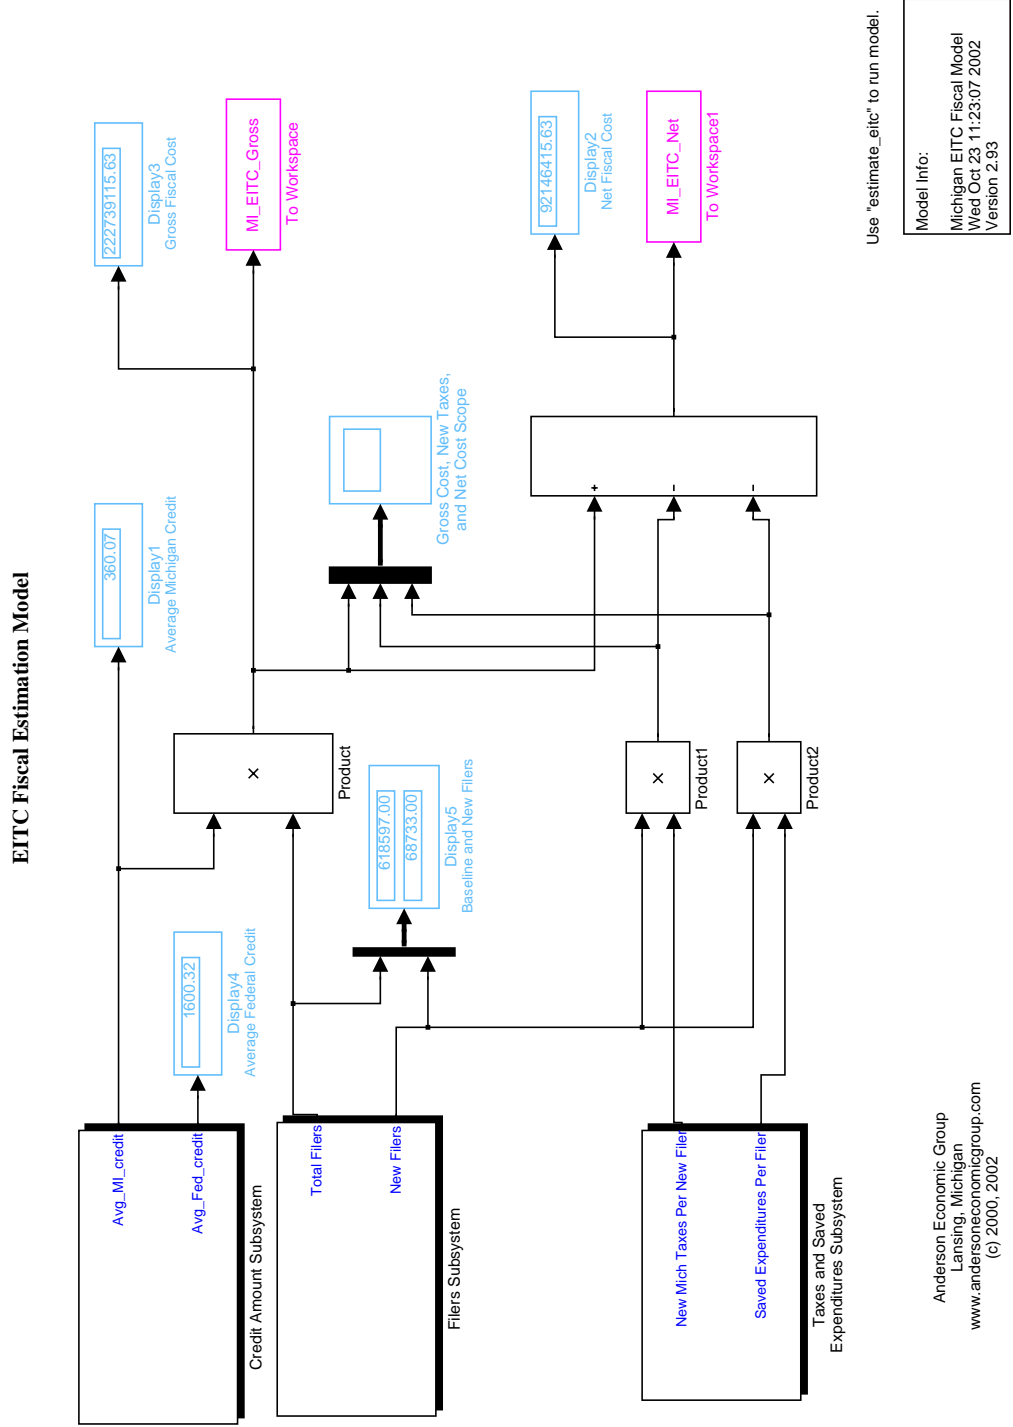 EITC Fiscal Estimation Model
Avg_MI_credit
Avg_Fed_credit
Credit Amount Subsystem
1600.32
Display4
Average Federal Credit
360.07
Display1
Average Michigan Credit
222739115.63
Display3
Gross Fiscal Cost
MI_EITC_Gross
To Workspace
×
Product
Total Filers
New Filers
Filers Subsystem
618597.00
68733.00
Display5
Baseline and New Filers
Gross Cost, New Taxes,
and Net Cost Scope
+
−
−
92146415.63
Display2
Net Fiscal Cost
MI_EITC_Net
To Workspace1
×
Product1
×
Product2
New Mich Taxes Per New Filer
Saved Expenditures Per Filer
Taxes and Saved
Expenditures Subsystem
Use "estimate_eitc" to run model.
Model Info:
Michigan EITC Fiscal Model
Wed Oct 23 11:23:07 2002
Version 2.93
Anderson Economic Group
Lansing, Michigan
www.andersoneconomicgroup.com
(c) 2000, 2002